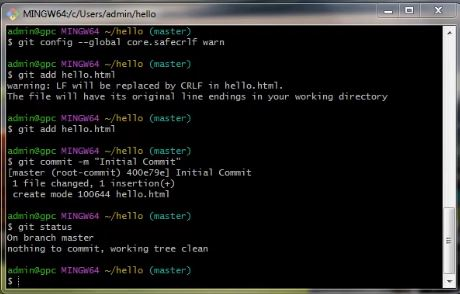 MINGW64:/c/Users/admin/hello
admin@gpc MINGW64 ~/hello (master)
$ git config --global core.safecrlf warn
admin@gpc MINGW64 ~/hello (master)
$ git add hello.html
warning: LF will be replaced by CRLF in hello.html.
The file will have its original line endings in your working directory
admin@gpc MINGW64 ~/hello (master)
$ git add hello.html
admin@gpc MINGW64 ~/hello (master)
$ git commit -m "Initial Commit"
[master (root-commit) 400e79e] Initial Commit
 1 file changed, 1 insertion(+)
 create mode 100644 hello.html
admin@gpc MINGW64 ~/hello (master)
$ git status
On branch master
nothing to commit, working tree clean
admin@gpc MINGW64 ~/hello (master)
$